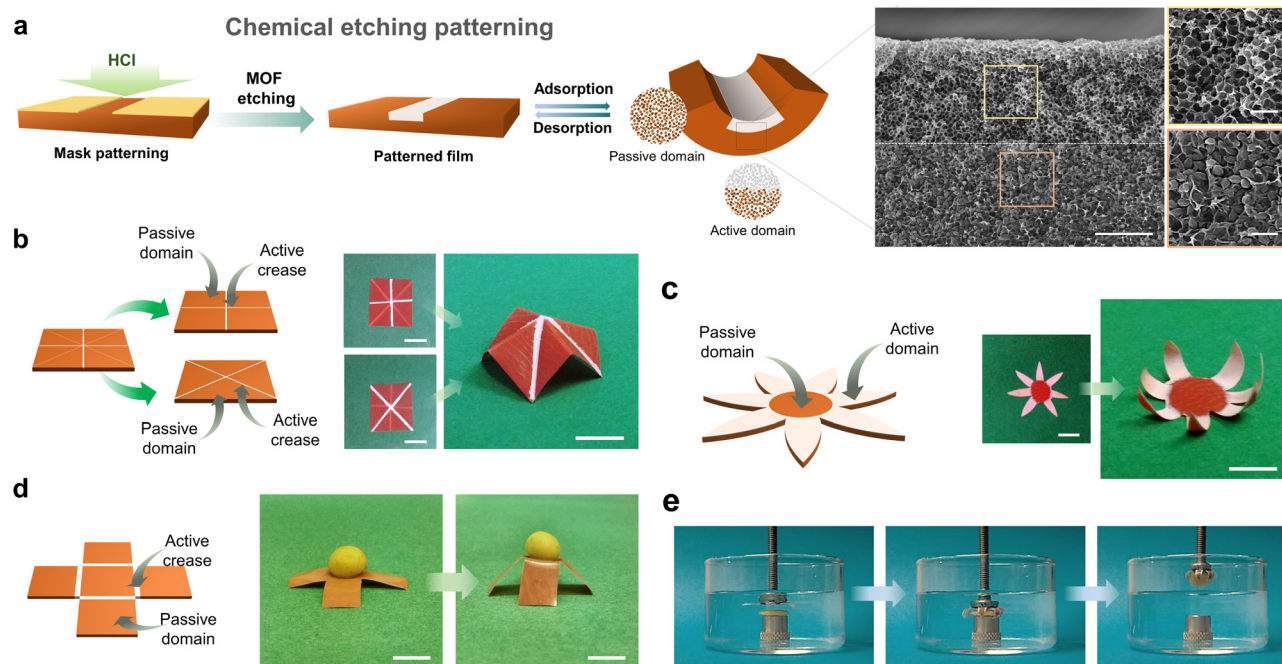 a
Chemical etching patterning
HCl
MOF
etching
Mask patterning
Patterned film
Adsorption
Desorption
Passive domain
Active domain
b
Passive
domain
Active
crease
Passive
domain
Active
crease
c
Passive
domain
Active
domain
d
Active
crease
Passive
domain
e